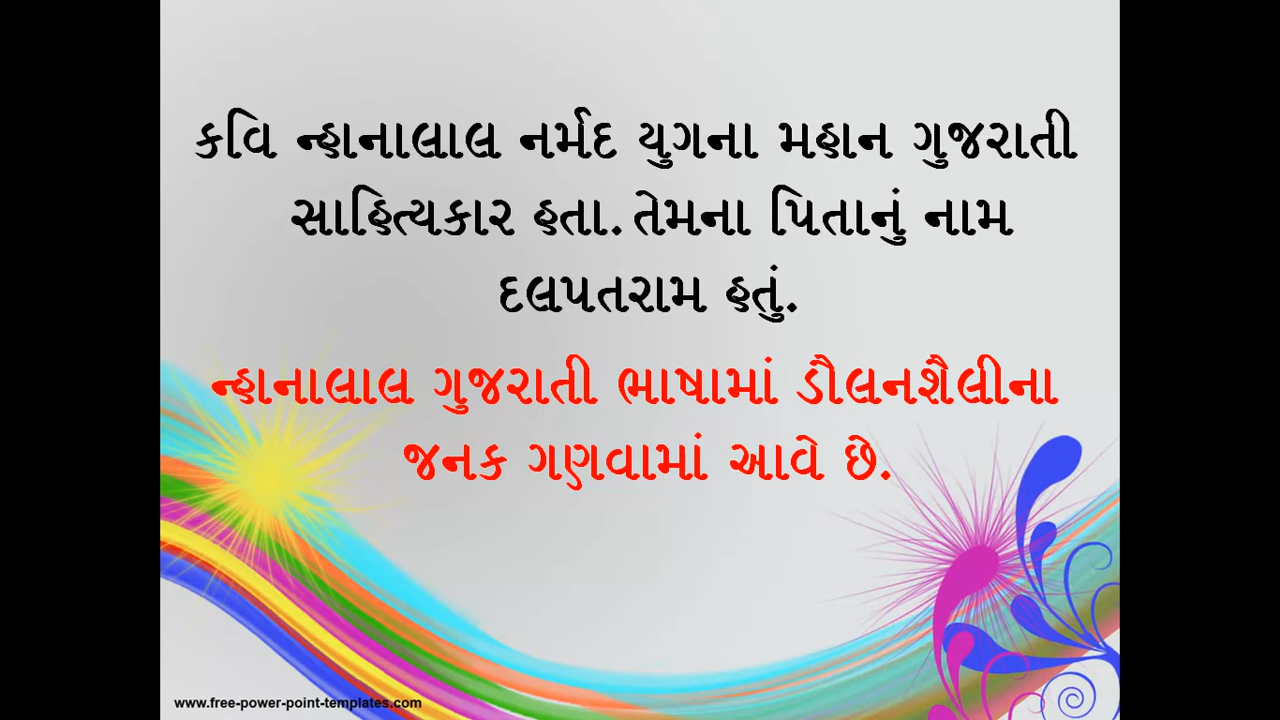 કવિ ન્હાનાલાલ નર્મદ યુગના મહાન ગુજરાતી
સાહિત્યકાર હતા. તેમના પિતાનું નામ
દલપતરામ હતું.
ન્હાનાલાલ ગુજરાતી ભાષામાં ડૌલનશૈલીના
જનક ગણવામાં આવે છે.
www.free-power-point-templates.com